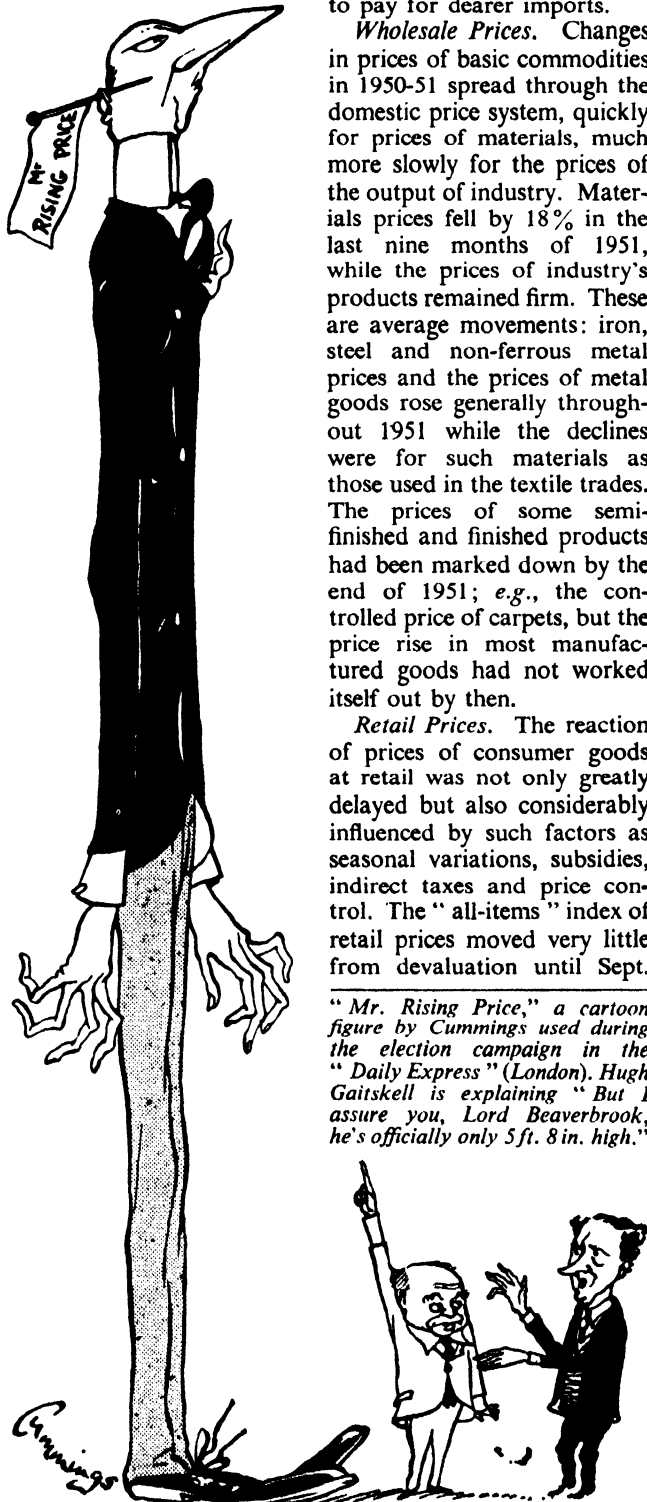 to pay for dearer imports.
Wholesale Prices. Changes
in prices of basic commodities
in 1950-51 spread through the
domestic price system, quickly
for prices of materials, much
more slowly for the prices of
the output of industry. Mater-
ials prices fell by 18% in the
last nine months of 1951,
while the prices of industry's
products remained firm. These
are average movements: iron,
steel and non-ferrous metal
prices and the prices of metal
goods rose generally through-
out 1951 while the declines
were for such materials as
those used in the textile trades.
The prices of some semi-
finished and finished products
had been marked down by the
end of 1951; e.g., the con-
trolled price of carpets, but the
price rise in most manufac-
tured goods had not worked
itself out by then.
Retail Prices. The reaction
of prices of consumer goods
at retail was not only greatly
delayed but also considerably
influenced by such factors as
seasonal variations, subsidies,
indirect taxes and price con-
trol. The “ all-items ” index of
retail prices moved very little
from devaluation until Sept.
“ Mr. Rising Price,” a cartoon
figure by Cummings used during
the election campaign in the
“ Daily Express ” (London). Hugh
Gaitskell is explaining “ But I
assure you, Lord Beaverbrook,
he's officially only 5 ft. 8 in. high.”
Mr
RISING PRICE
Cummings